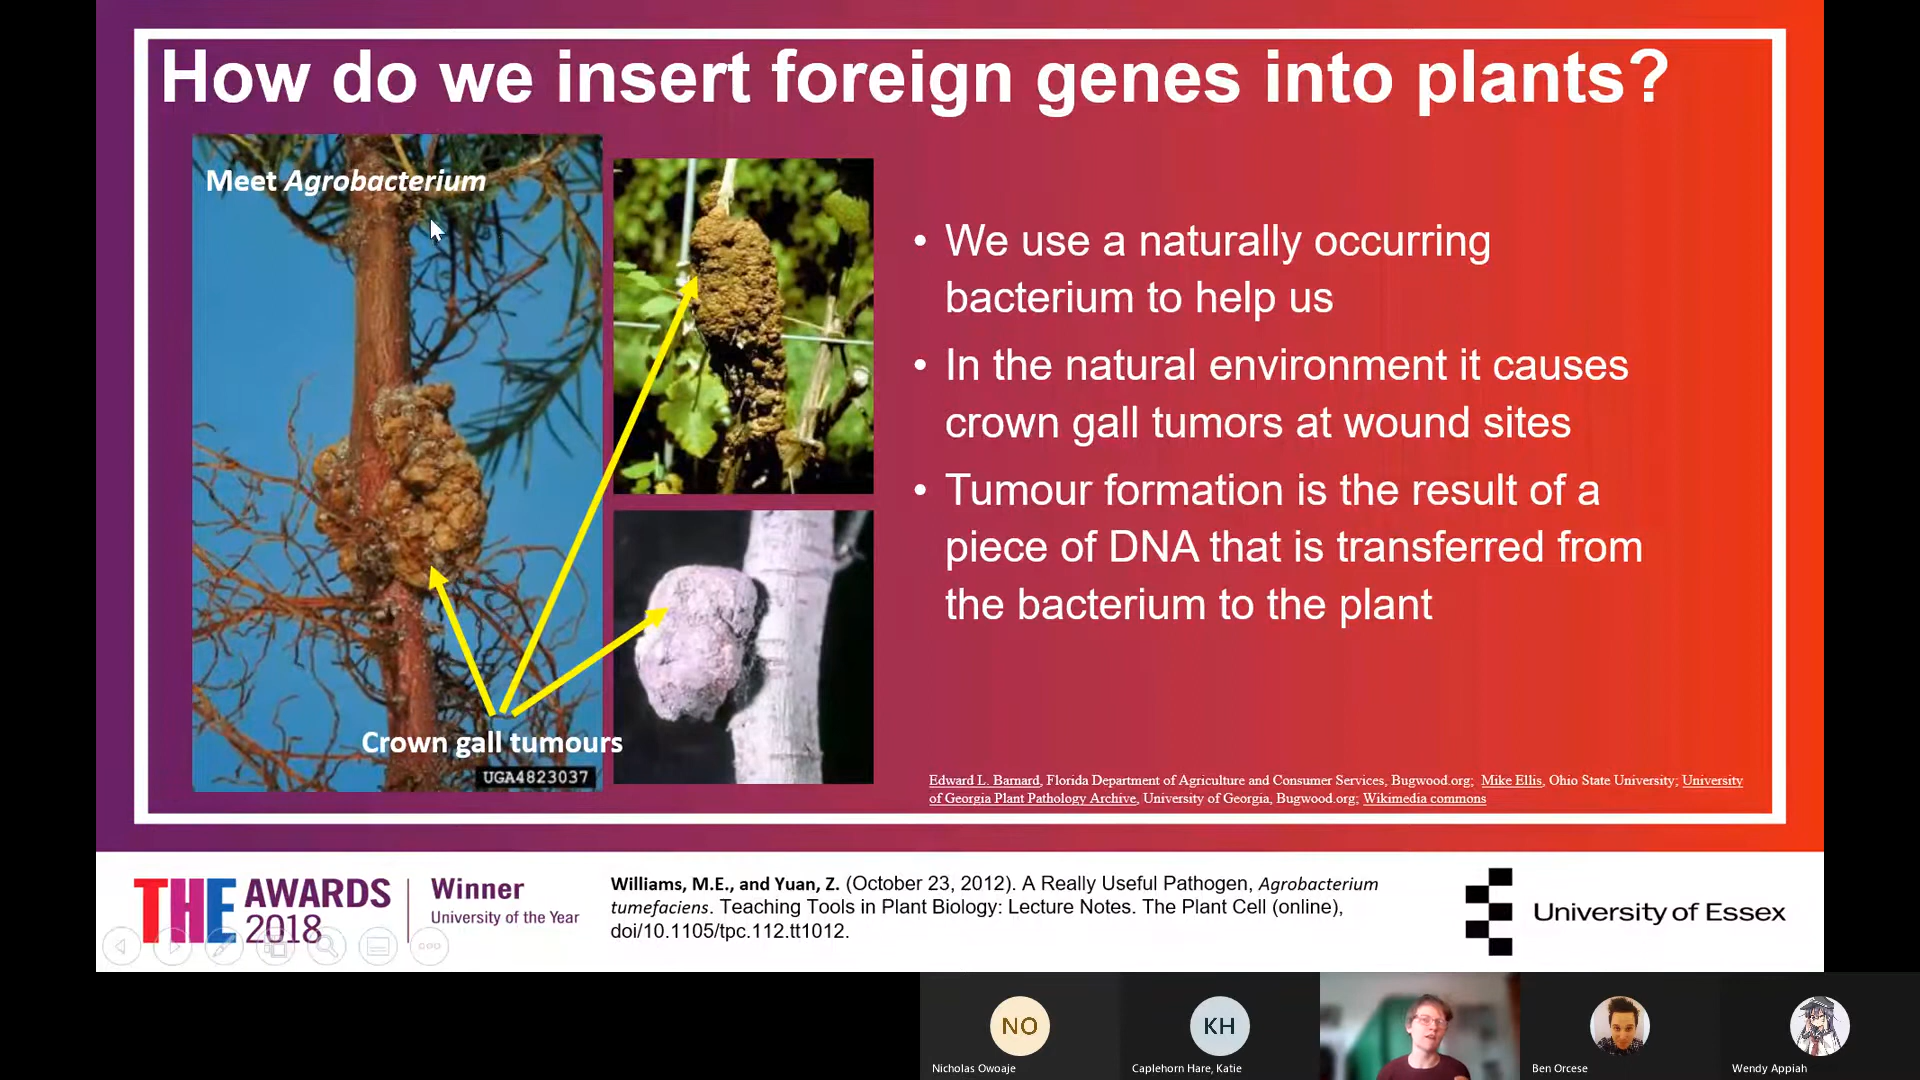 How do we insert foreign genes into plants?
Meet Agrobacterium
Crown gall tumours
UGA4823037
• We use a naturally occurring
bacterium to help us
• In the natural environment it causes
crown gall tumors at wound sites
• Tumour formation is the result of a
piece of DNA that is transferred from
the bacterium to the plant
Edward L. Barnard, Florida Department of Agriculture and Consumer Services, Bugwood.org; Mike Ellis, Ohio State University; University
of Georgia Plant Pathology Archive, University of Georgia, Bugwood.org; Wikimedia commons
THE AWARDS
2018
Winner
University of the Year
Williams, M.E., and Yuan, Z. (October 23, 2012). A Really Useful Pathogen, Agrobacterium
tumefaciens. Teaching Tools in Plant Biology: Lecture Notes. The Plant Cell (online),
doi/10.1105/tpc.112.tt1012.
University of Essex
NO
Nicholas Owoaje
KH
Caplehorn Hare, Katie
Ben Orcese
Wendy Appiah